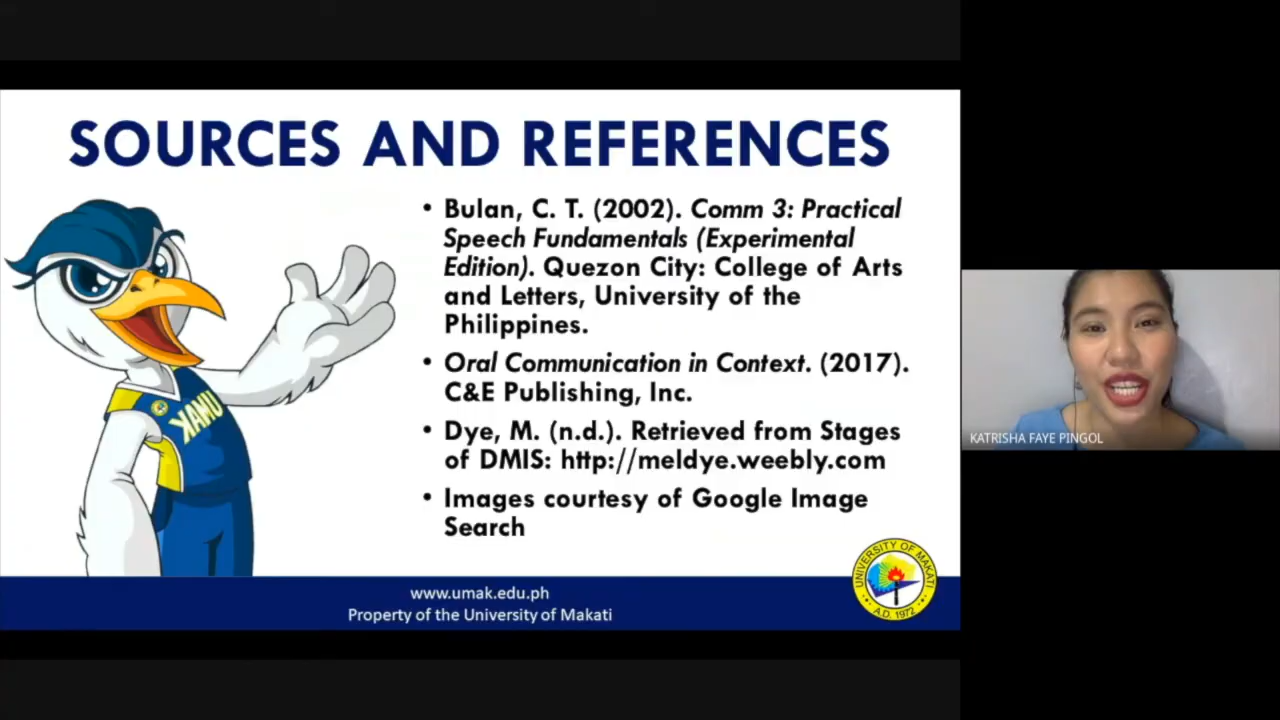 SOURCES AND REFERENCES
• Bulan, C. T. (2002). Comm 3: Practical
Speech Fundamentals (Experimental
Edition). Quezon City: College of Arts
and Letters, University of the
Philippines.
• Oral Communication in Context. (2017).
C&E Publishing, Inc.
• Dye, M. (n.d.). Retrieved from Stages
of DMIS: http://meldye.weebly.com
• Images courtesy of Google Image
Search
UMAK
UNIVERSITY OF MAKATI
A.D. 1972
www.umak.edu.ph
Property of the University of Makati
KATRISHA FAYE PINGOL